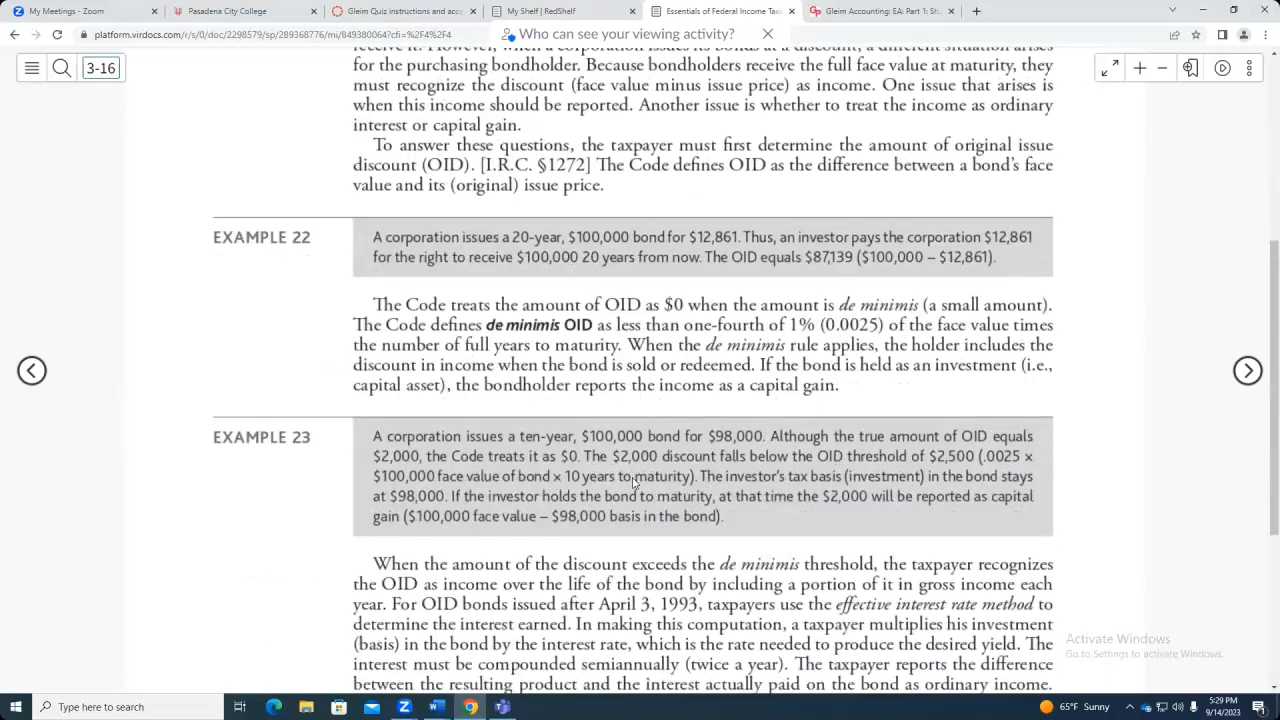 Zoom - My Meetings
Pasadena City College
Gleim Quiz instructions and acce
My Shelf | RedShelf
Essentials of Federal Income Tax
Gleim Accounting: EA: Part 1: St
platform.virdocs.com/r/s/0/doc/2298579/sp/289368776/mi/849380064?cfi=%2F4%2F4
Who can see your viewing activity?
3-16
receive it). However, when a corporation issues its bonds at a discount, a different situation arises
for the purchasing bondholder. Because bondholders receive the full face value at maturity, they
must recognize the discount (face value minus issue price) as income. One issue that arises is
when this income should be reported. Another issue is whether to treat the income as ordinary
interest or capital gain.
To answer these questions, the taxpayer must first determine the amount of original issue
discount (OID). [I.R.C. §1272] The Code defines OID as the difference between a bond's face
value and its (original) issue price.
EXAMPLE 22
A corporation issues a 20-year, $100,000 bond for $12,861. Thus, an investor pays the corporation $12,861
for the right to receive $100,000 20 years from now. The OID equals $87,139 ($100,000 – $12,861).
The Code treats the amount of OID as $0 when the amount is de minimis (a small amount).
The Code defines de minimis OID as less than one-fourth of 1% (0.0025) of the face value times
the number of full years to maturity. When the de minimis rule applies, the holder includes the
discount in income when the bond is sold or redeemed. If the bond is held as an investment (i.e.,
capital asset), the bondholder reports the income as a capital gain.
EXAMPLE 23
A corporation issues a ten-year, $100,000 bond for $98,000. Although the true amount of OID equals
$2,000, the Code treats it as $0. The $2,000 discount falls below the OID threshold of $2,500 (.0025 ×
$100,000 face value of bond × 10 years to maturity). The investor's tax basis (investment) in the bond stays
at $98,000. If the investor holds the bond to maturity, at that time the $2,000 will be reported as capital
gain ($100,000 face value – $98,000 basis in the bond).
When the amount of the discount exceeds the de minimis threshold, the taxpayer recognizes
the OID as income over the life of the bond by including a portion of it in gross income each
year. For OID bonds issued after April 3, 1993, taxpayers use the effective interest rate method to
determine the interest earned. In making this computation, a taxpayer multiplies his investment
(basis) in the bond by the interest rate, which is the rate needed to produce the desired yield. The
interest must be compounded semiannually (twice a year). The taxpayer reports the difference
between the resulting product and the interest actually paid on the bond as ordinary income.
Activate Windows
Go to Settings to activate Windows.
Type here to search
65°F Sunny
5:29 PM
9/14/2023